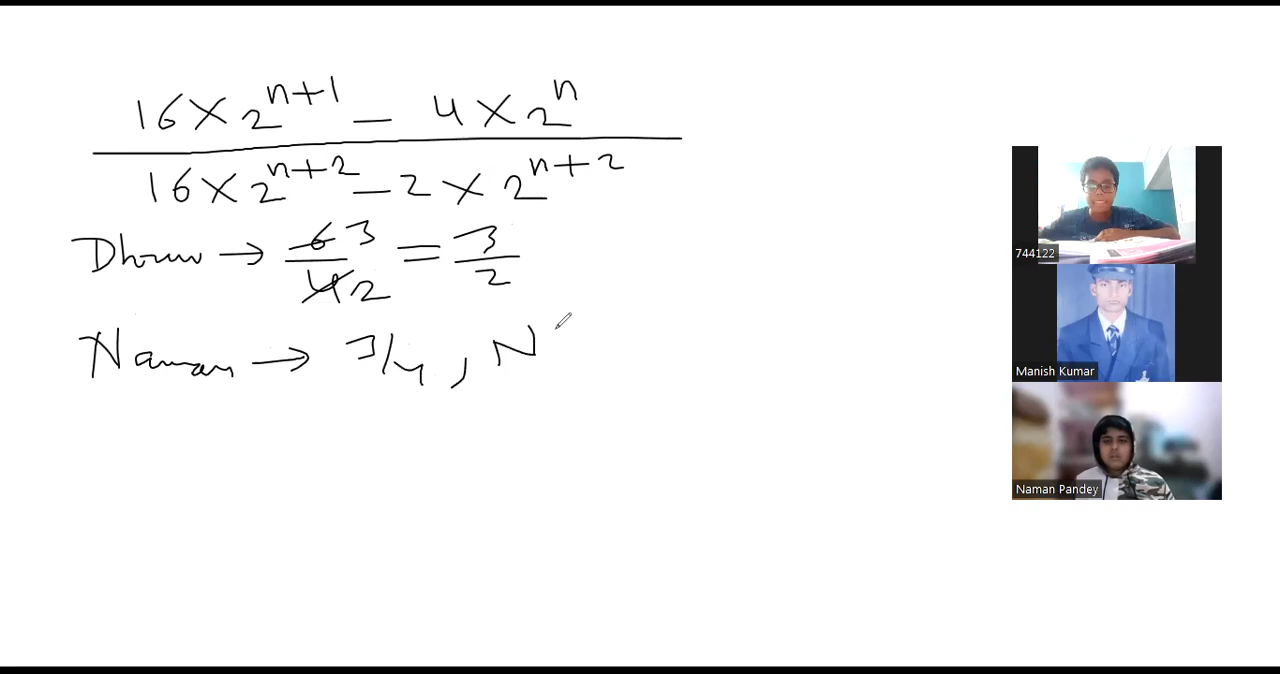 16 × 2^{n+1} − 4 × 2^{n}
16 × 2^{n+2} − 2 × 2^{n+2}
Dhruv → 6 3 / 4 2 = 3/2
Naman → 3/4 , N
744122
Manish Kumar
Naman Pandey